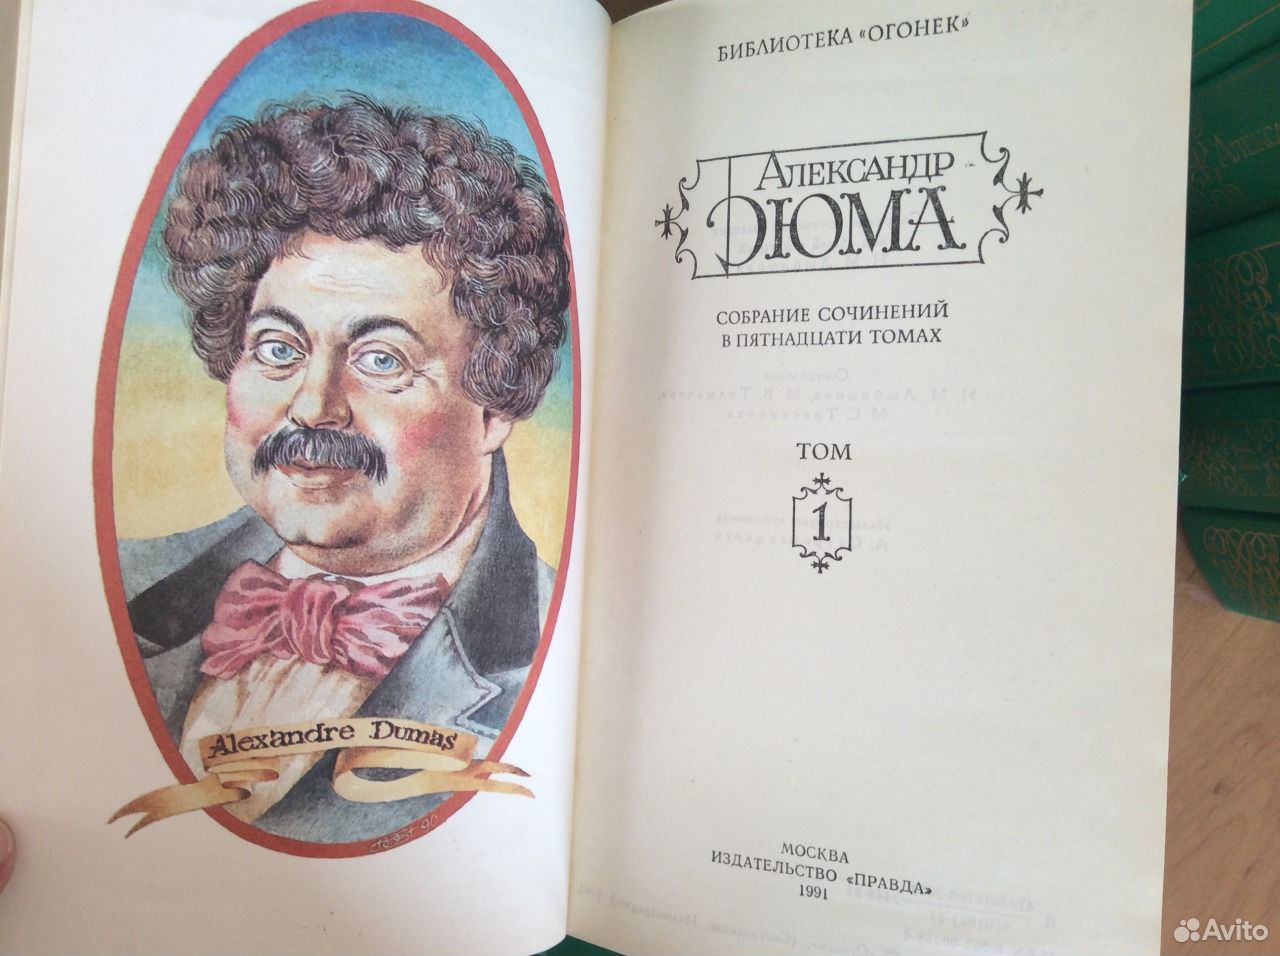 Alexandre Dumas
БИБЛИОТЕКА «ОГОНЕК»
АЛЕКСАНДР
ДЮМА
СОБРАНИЕ СОЧИНЕНИЙ
В ПЯТНАДЦАТИ ТОМАХ
ТОМ
1
МОСКВА
ИЗДАТЕЛЬСТВО «ПРАВДА»
1991
Avito